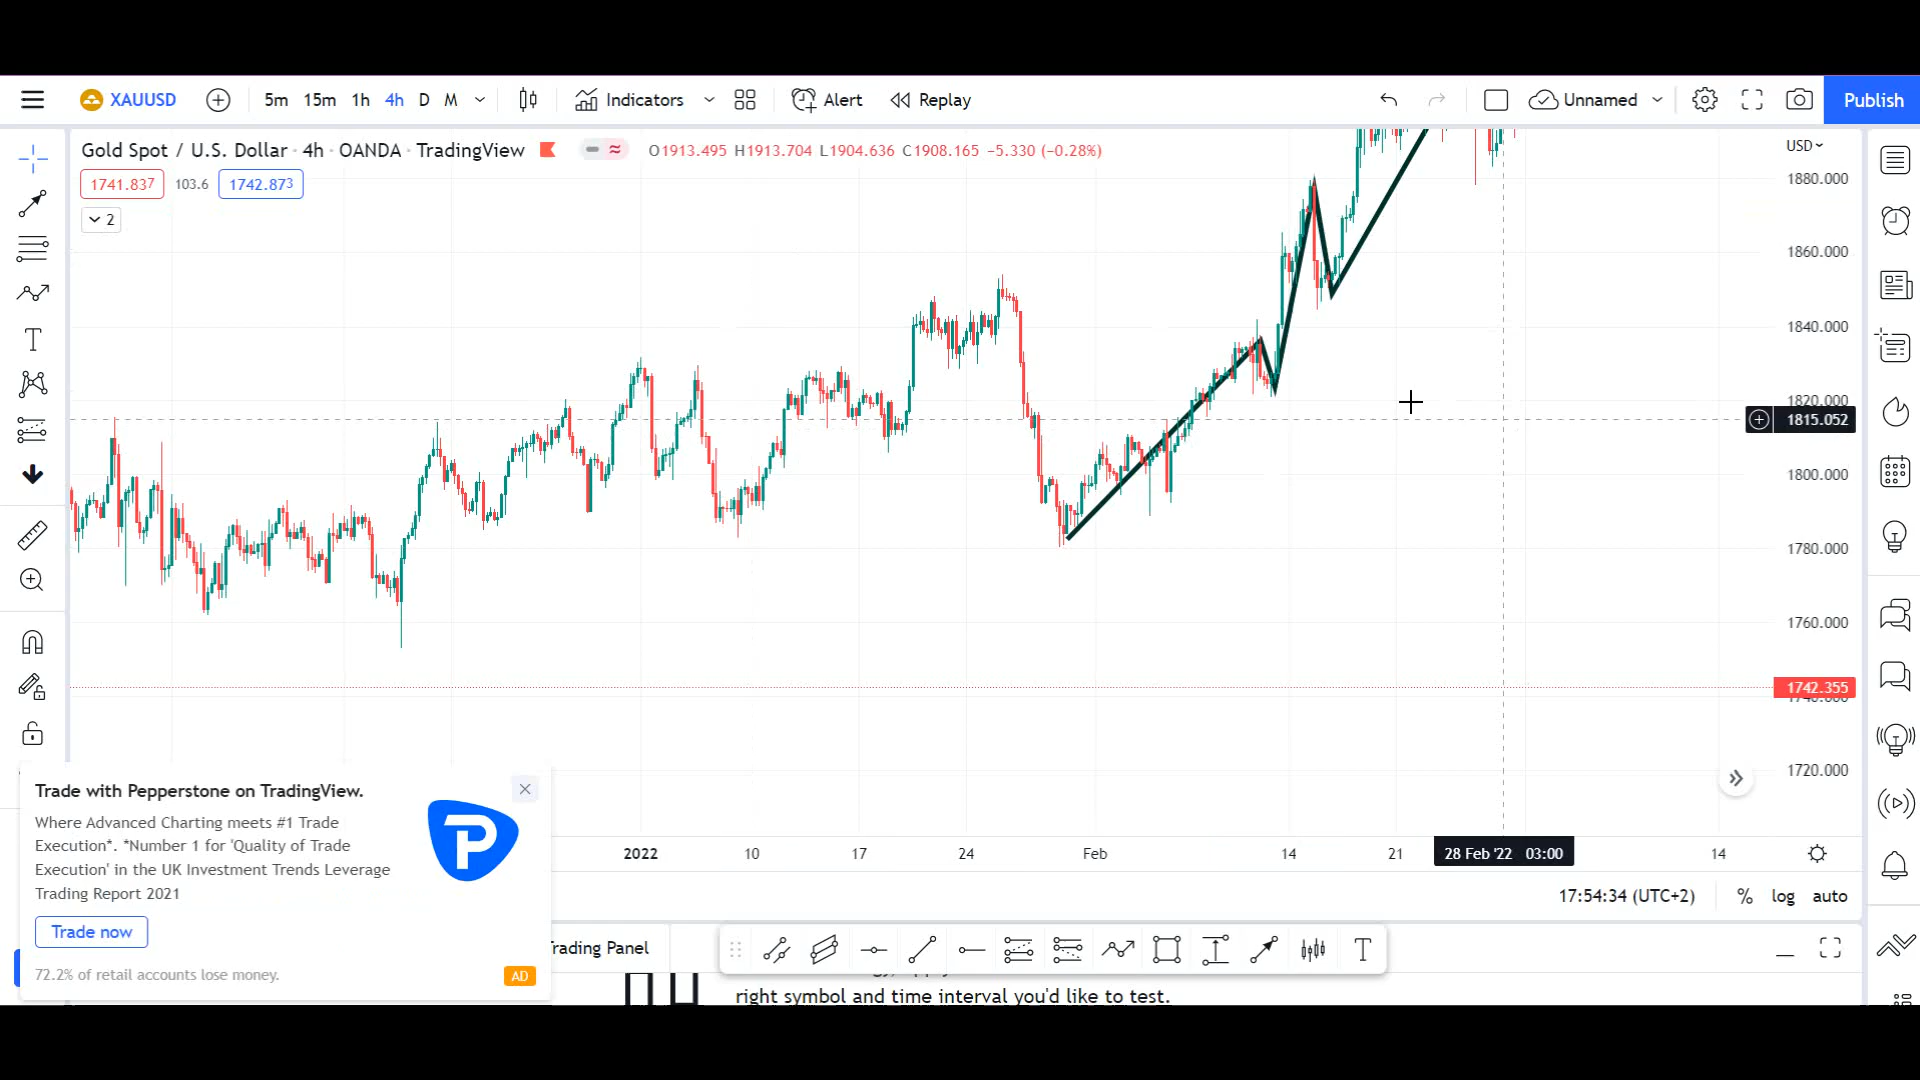 XAUUSD 5m 15m 1h 4h D M Indicators Alert Replay Unnamed Publish
Gold Spot / U.S. Dollar · 4h · OANDA · TradingView O1913.495 H1913.704 L1904.636 C1908.165 −5.330 (−0.28%)
USD
1741.837 103.6 1742.873
2
1880.000
1860.000
1840.000
1820.000
1815.052
1800.000
1780.000
1760.000
1742.355
1720.000
2022 10 17 24 Feb 14 21 28 Feb '22 03:00 14
17:54:34 (UTC+2) % log auto
Trade with Pepperstone on TradingView.
Where Advanced Charting meets #1 Trade
Execution*. *Number 1 for 'Quality of Trade
Execution' in the UK Investment Trends Leverage
Trading Report 2021
Trade now
72.2% of retail accounts lose money.
AD
Trading Panel
right symbol and time interval you'd like to test.